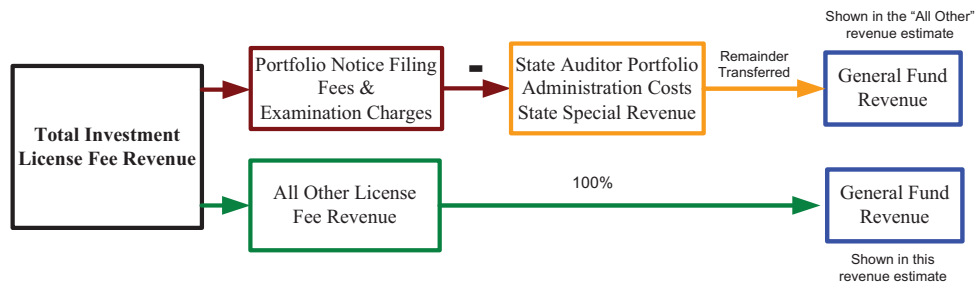 Shown in the “All Other”
revenue estimate
Total Investment
License Fee Revenue
Portfolio Notice Filing
Fees &
Examination Charges
-
State Auditor Portfolio
Administration Costs
State Special Revenue
Remainder
Transferred
General Fund
Revenue
All Other License
Fee Revenue
100%
General Fund
Revenue
Shown in this
revenue estimate